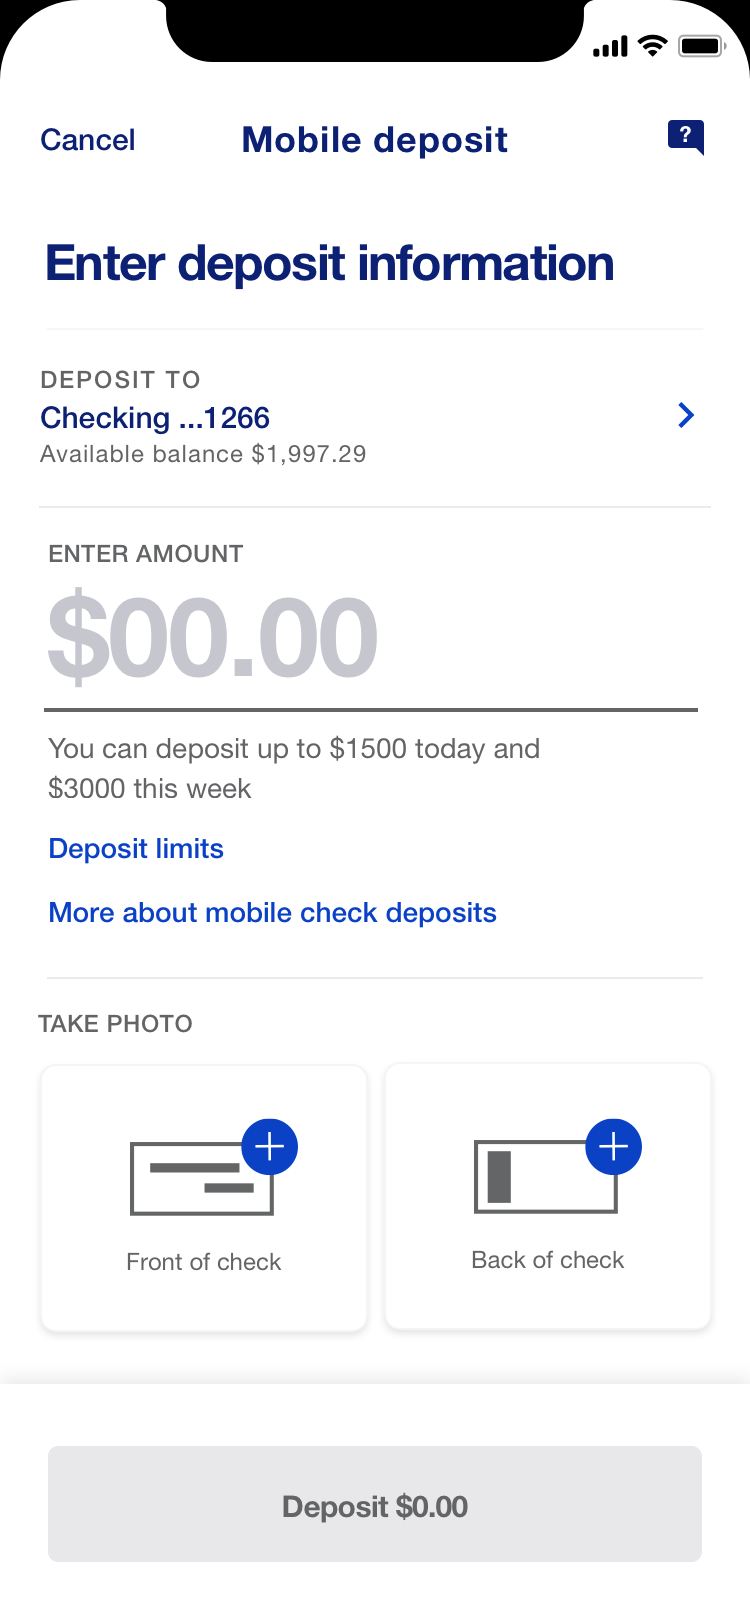 Cancel
Mobile deposit
?
Enter deposit information
DEPOSIT TO
Checking ...1266
Available balance $1,997.29
ENTER AMOUNT
$00.00
You can deposit up to $1500 today and
$3000 this week
Deposit limits
More about mobile check deposits
TAKE PHOTO
Front of check
Back of check
Deposit $0.00